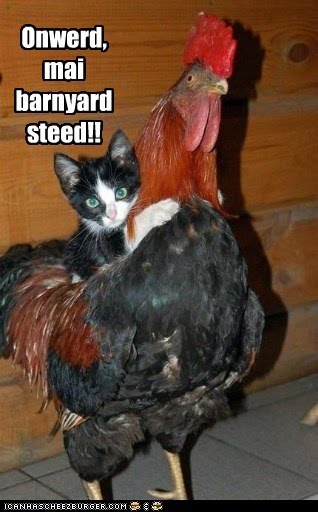 Onwerd,
mai
barnyard
steed!!
ICANHASCHEEZBURGER.COM